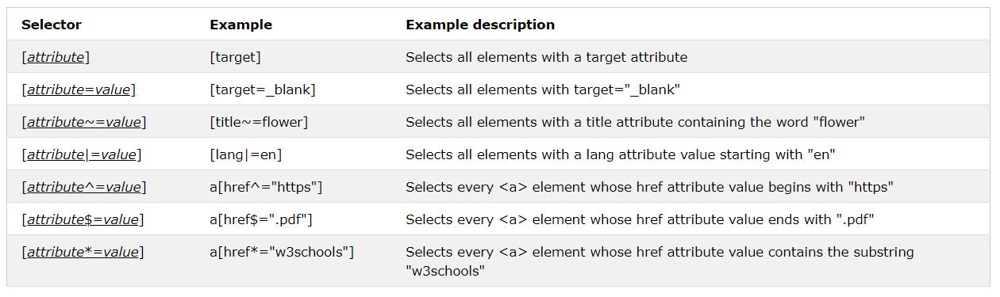 Selector Example Example description
[attribute] [target] Selects all elements with a target attribute
[attribute=value] [target=_blank] Selects all elements with target="_blank"
[attribute~=value] [title~=flower] Selects all elements with a title attribute containing the word "flower"
[attribute|=value] [lang|=en] Selects all elements with a lang attribute value starting with "en"
[attribute^=value] a[href^="https"] Selects every <a> element whose href attribute value begins with "https"
[attribute$=value] a[href$=".pdf"] Selects every <a> element whose href attribute value ends with ".pdf"
[attribute*=value] a[href*="w3schools"] Selects every <a> element whose href attribute value contains the substring
"w3schools"